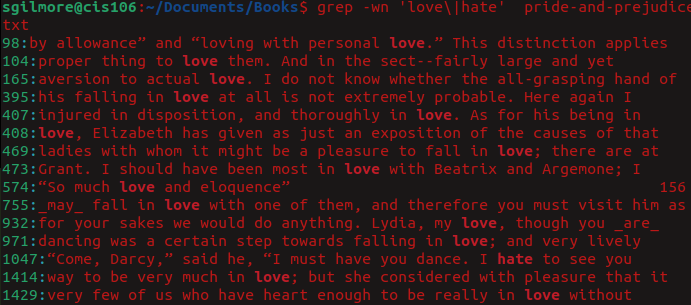 sgilmore@cis106:~/Documents/Books$ grep -wn 'love\|hate'  pride-and-prejudice
txt
98:by allowance” and “loving with personal love.” This distinction applies
104:proper thing to love them. And in the sect--fairly large and yet
165:aversion to actual love. I do not know whether the all-grasping hand of
395:his falling in love at all is not extremely probable. Here again I
407:injured in disposition, and thoroughly in love. As for his being in
408:love, Elizabeth has given as just an exposition of the causes of that
469:ladies with whom it might be a pleasure to fall in love; there are at
473:Grant. I should have been most in love with Beatrix and Argemone; I
574:“So much love and eloquence” 156
755:_may_ fall in love with one of them, and therefore you must visit him as
932:for your sakes we would do anything. Lydia, my love, though you _are_
971:dancing was a certain step towards falling in love; and very lively
1047:“Come, Darcy,” said he, “I must have you dance. I hate to see you
1414:way to be very much in love; but she considered with pleasure that it
1429:very few of us who have heart enough to be really in love without